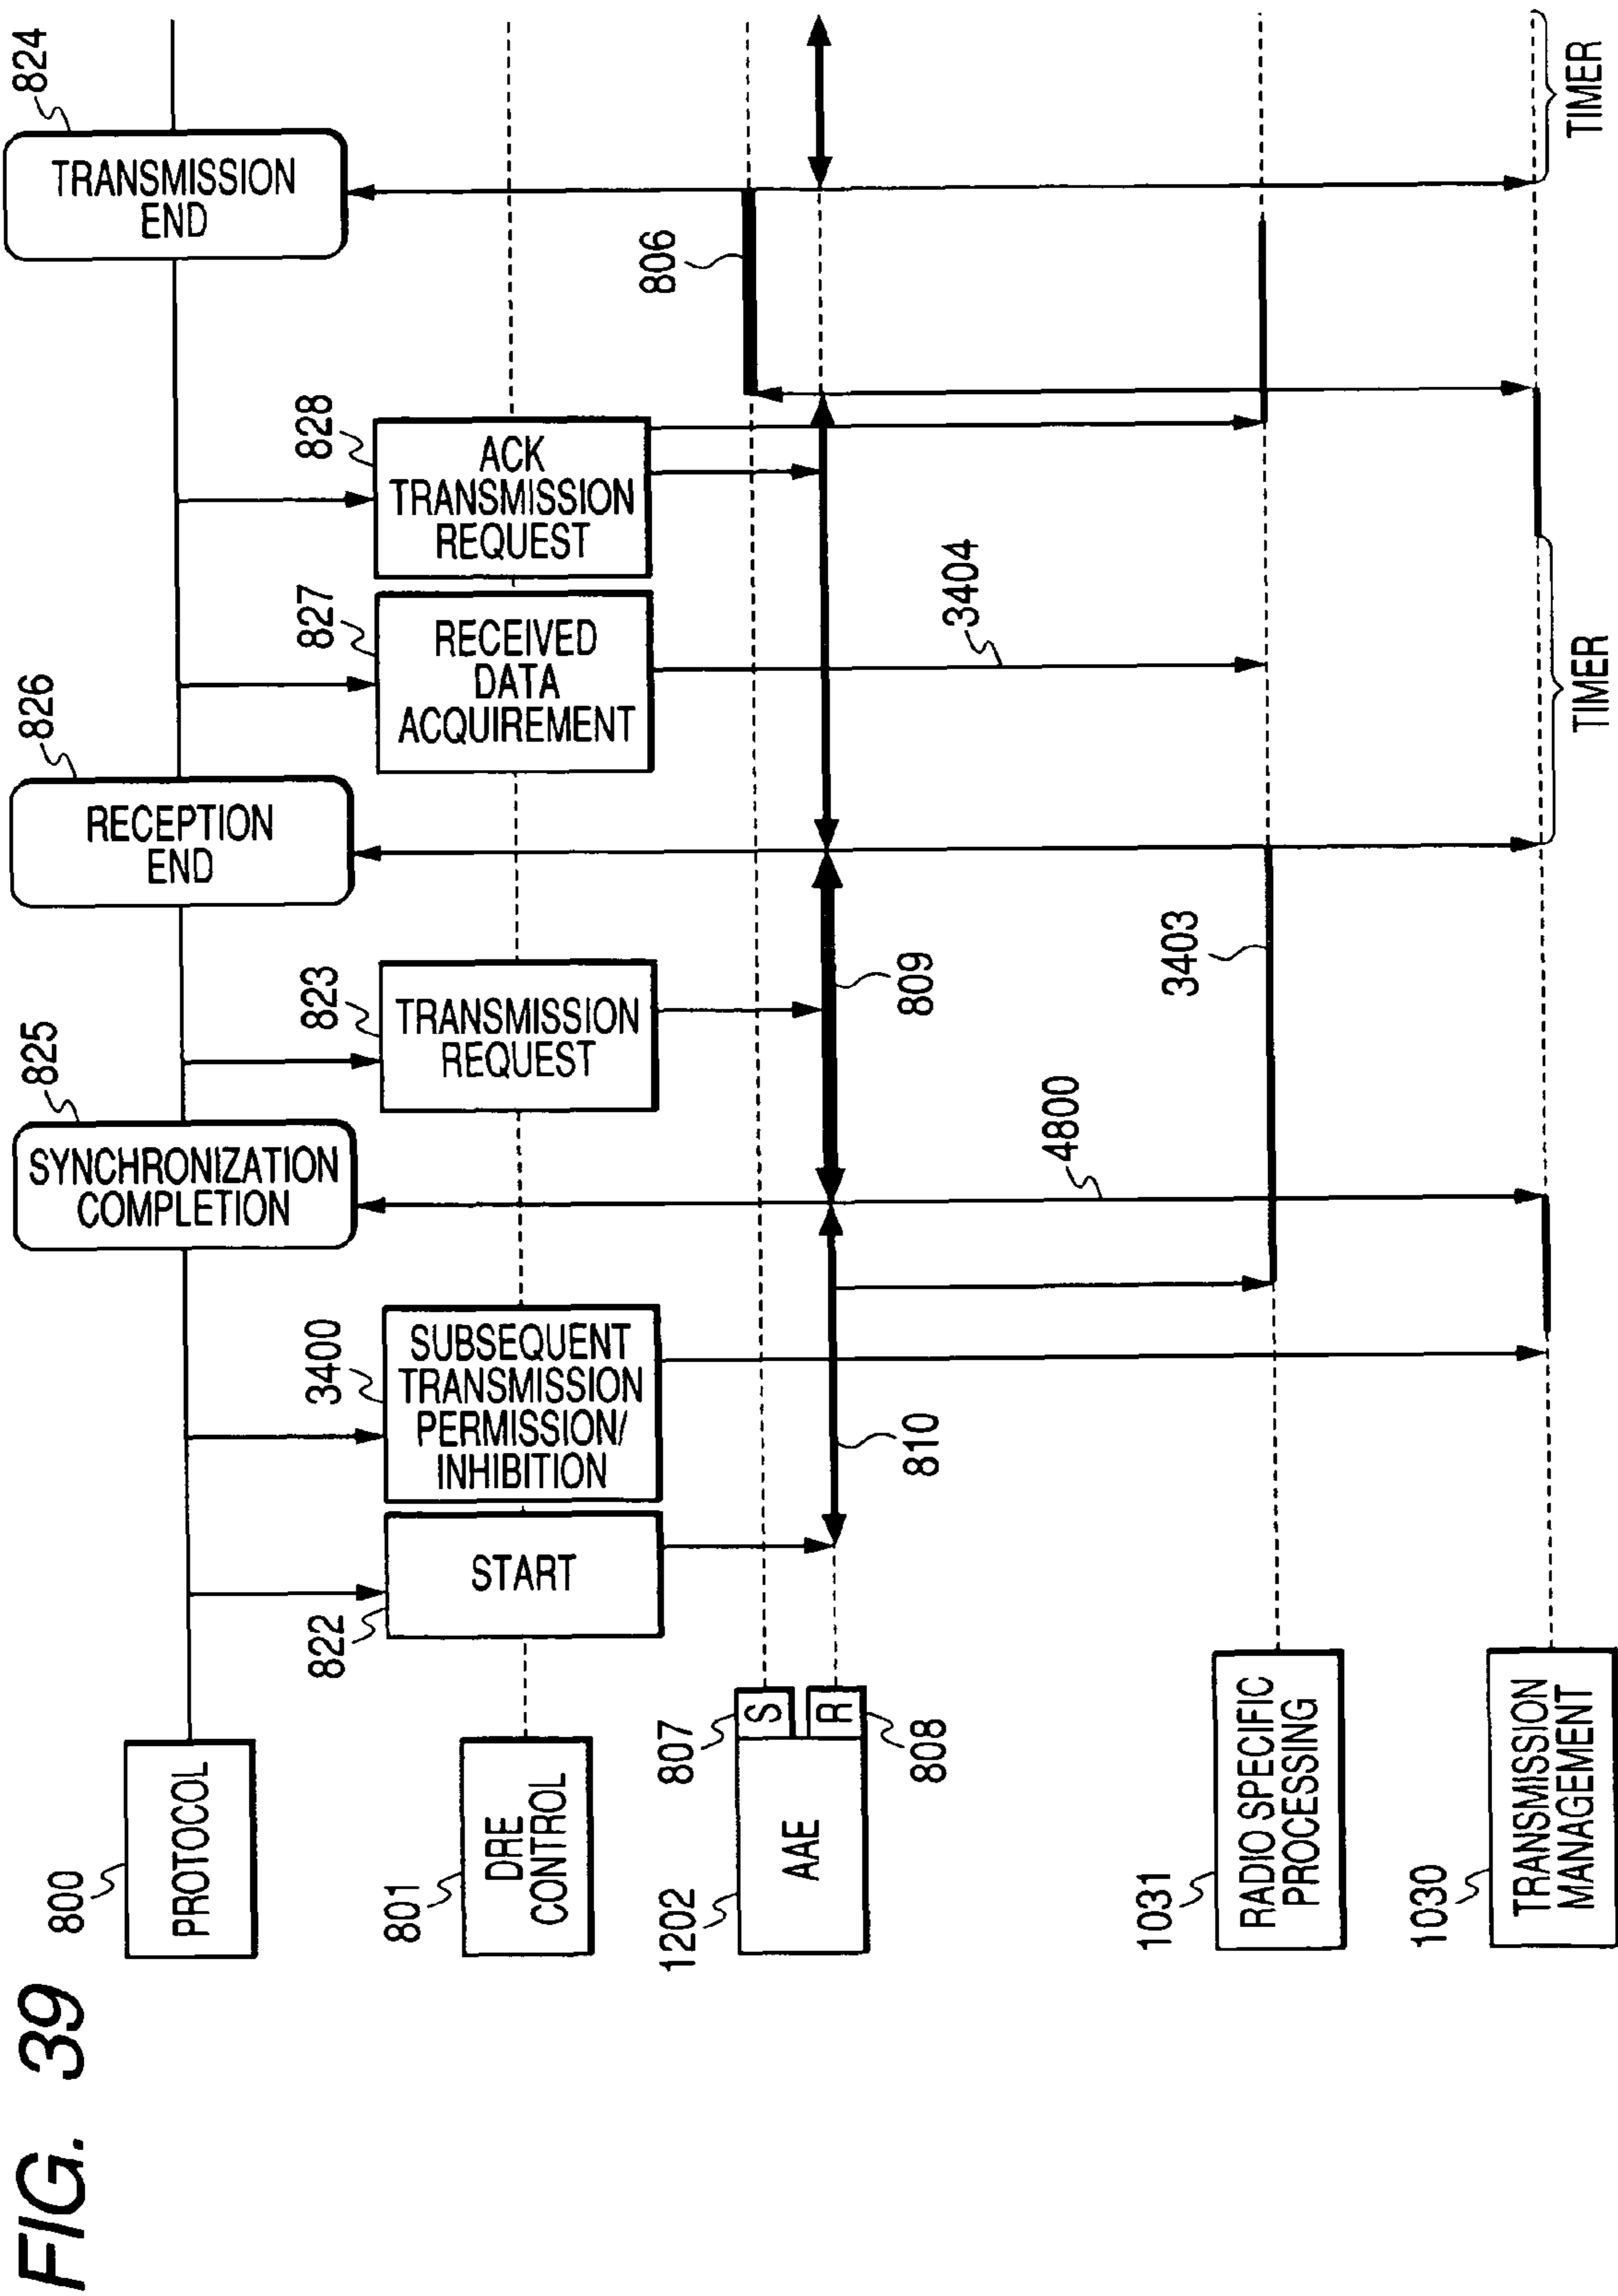 FIG. 39
800
PROTOCOL
822
START
3400
SUBSEQUENT
TRANSMISSION
PERMISSION/
INHIBITION
825
SYNCHRONIZATION
COMPLETION
823
TRANSMISSION
REQUEST
826
RECEPTION
END
827
RECEIVED
DATA
ACQUIREMENT
828
ACK
TRANSMISSION
REQUEST
824
TRANSMISSION
END
801
DRE
CONTROL
1202
AAE
807
S
R
808
810
4800
809
3404
806
1031
RADIO SPECIFIC
PROCESSING
3403
1030
TRANSMISSION
MANAGEMENT
TIMER
TIMER